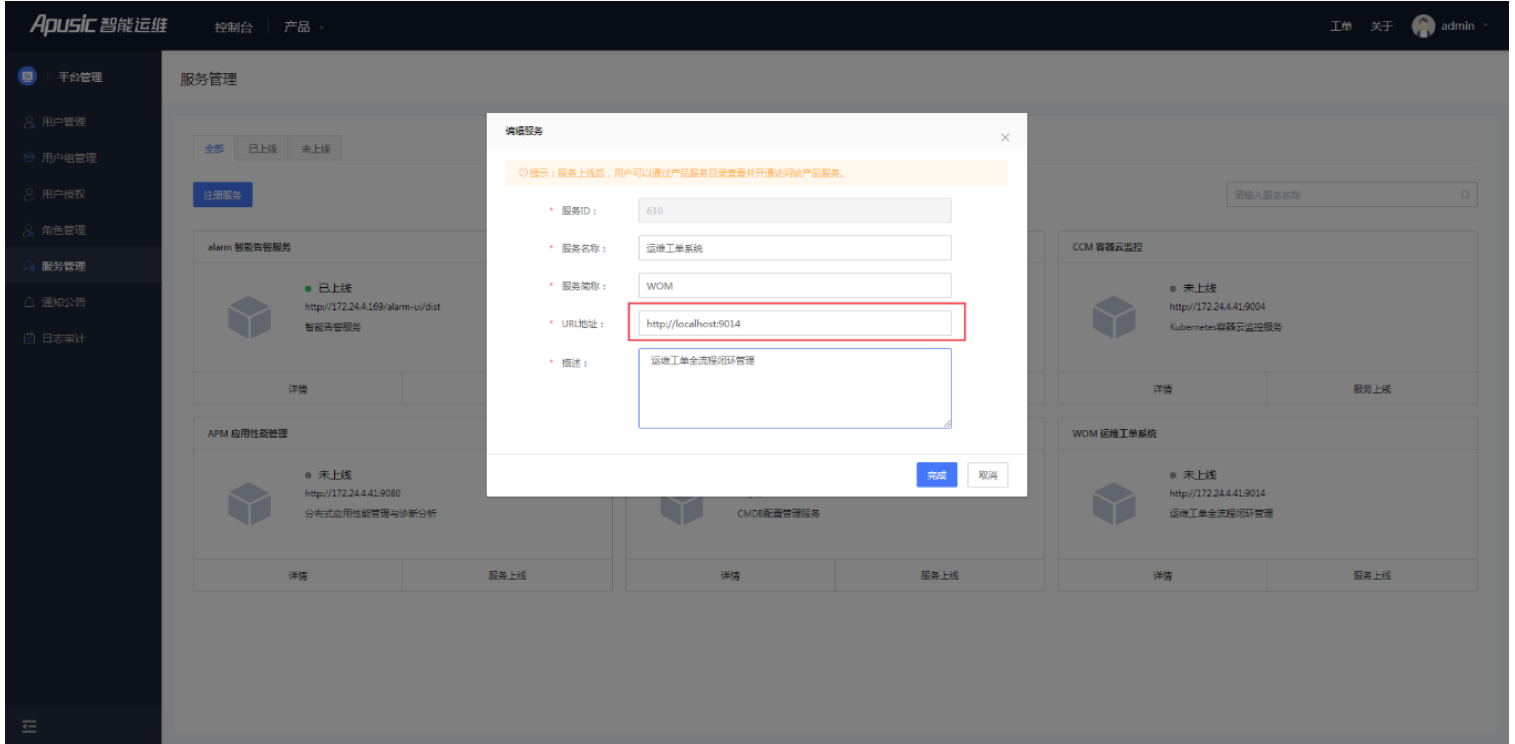 Apusic 智能运维 控制台 产品 工单 关于 admin
平台管理
用户管理
用户组管理
用户授权
角色管理
服务管理
通知公告
日志审计
服务管理
全部 已上线 未上线
注册服务
请输入服务名称
alarm 智能告警服务
已上线
http://172.24.4.169/alarm-ui/dist
智能告警服务
详情
CCM 容器云监控
未上线
http://172.24.4.41:9004
Kubernetes容器云监控服务
详情 服务上线
编辑服务
提示：服务上线后，用户可以通过产品服务目录查看并开通访问该产品服务。
* 服务ID： 610
* 服务名称： 运维工单系统
* 服务简称： WOM
* URL地址： http://localhost:9014
* 描述： 运维工单全流程闭环管理
完成 取消
APM 应用性能管理
未上线
http://172.24.4.41:9080
分布式应用性能管理与诊断分析
详情 服务上线
CMDB配置管理服务
详情 服务上线
WOM 运维工单系统
未上线
http://172.24.4.41:9014
运维工单全流程闭环管理
详情 服务上线